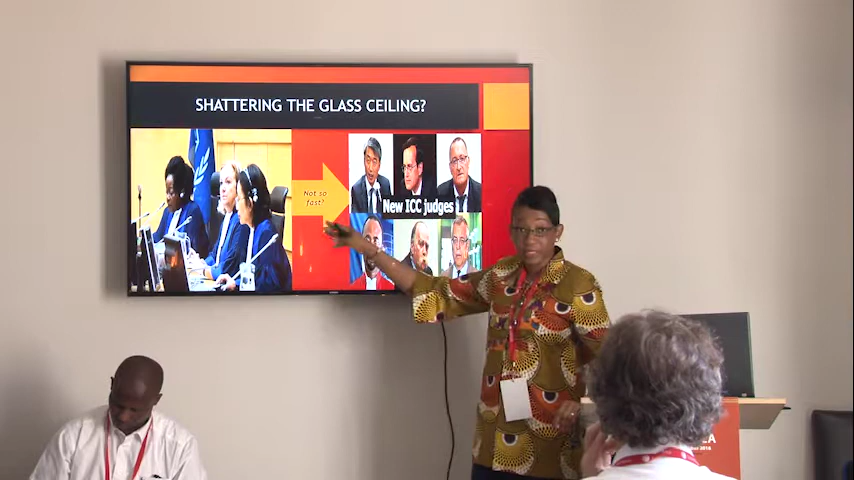 SHATTERING THE GLASS CEILING?
Not so
fast?
New ICC judges